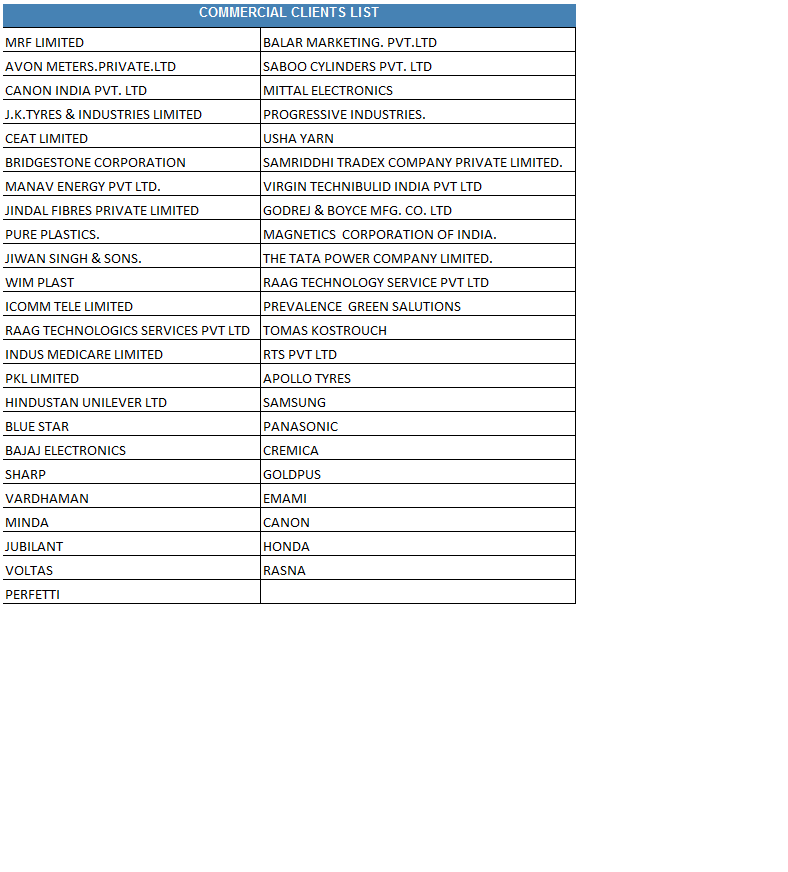 COMMERCIAL CLIENTS LIST
MRF LIMITED BALAR MARKETING. PVT.LTD
AVON METERS.PRIVATE.LTD SABOO CYLINDERS PVT. LTD
CANON INDIA PVT. LTD MITTAL ELECTRONICS
J.K.TYRES & INDUSTRIES LIMITED PROGRESSIVE INDUSTRIES.
CEAT LIMITED USHA YARN
BRIDGESTONE CORPORATION SAMRIDDHI TRADEX COMPANY PRIVATE LIMITED.
MANAV ENERGY PVT LTD. VIRGIN TECHNIBULID INDIA PVT LTD
JINDAL FIBRES PRIVATE LIMITED GODREJ & BOYCE MFG. CO. LTD
PURE PLASTICS. MAGNETICS CORPORATION OF INDIA.
JIWAN SINGH & SONS. THE TATA POWER COMPANY LIMITED.
WIM PLAST RAAG TECHNOLOGY SERVICE PVT LTD
ICOMM TELE LIMITED PREVALENCE GREEN SALUTIONS
RAAG TECHNOLOGICS SERVICES PVT LTD TOMAS KOSTROUCH
INDUS MEDICARE LIMITED RTS PVT LTD
PKL LIMITED APOLLO TYRES
HINDUSTAN UNILEVER LTD SAMSUNG
BLUE STAR PANASONIC
BAJAJ ELECTRONICS CREMICA
SHARP GOLDPUS
VARDHAMAN EMAMI
MINDA CANON
JUBILANT HONDA
VOLTAS RASNA
PERFETTI